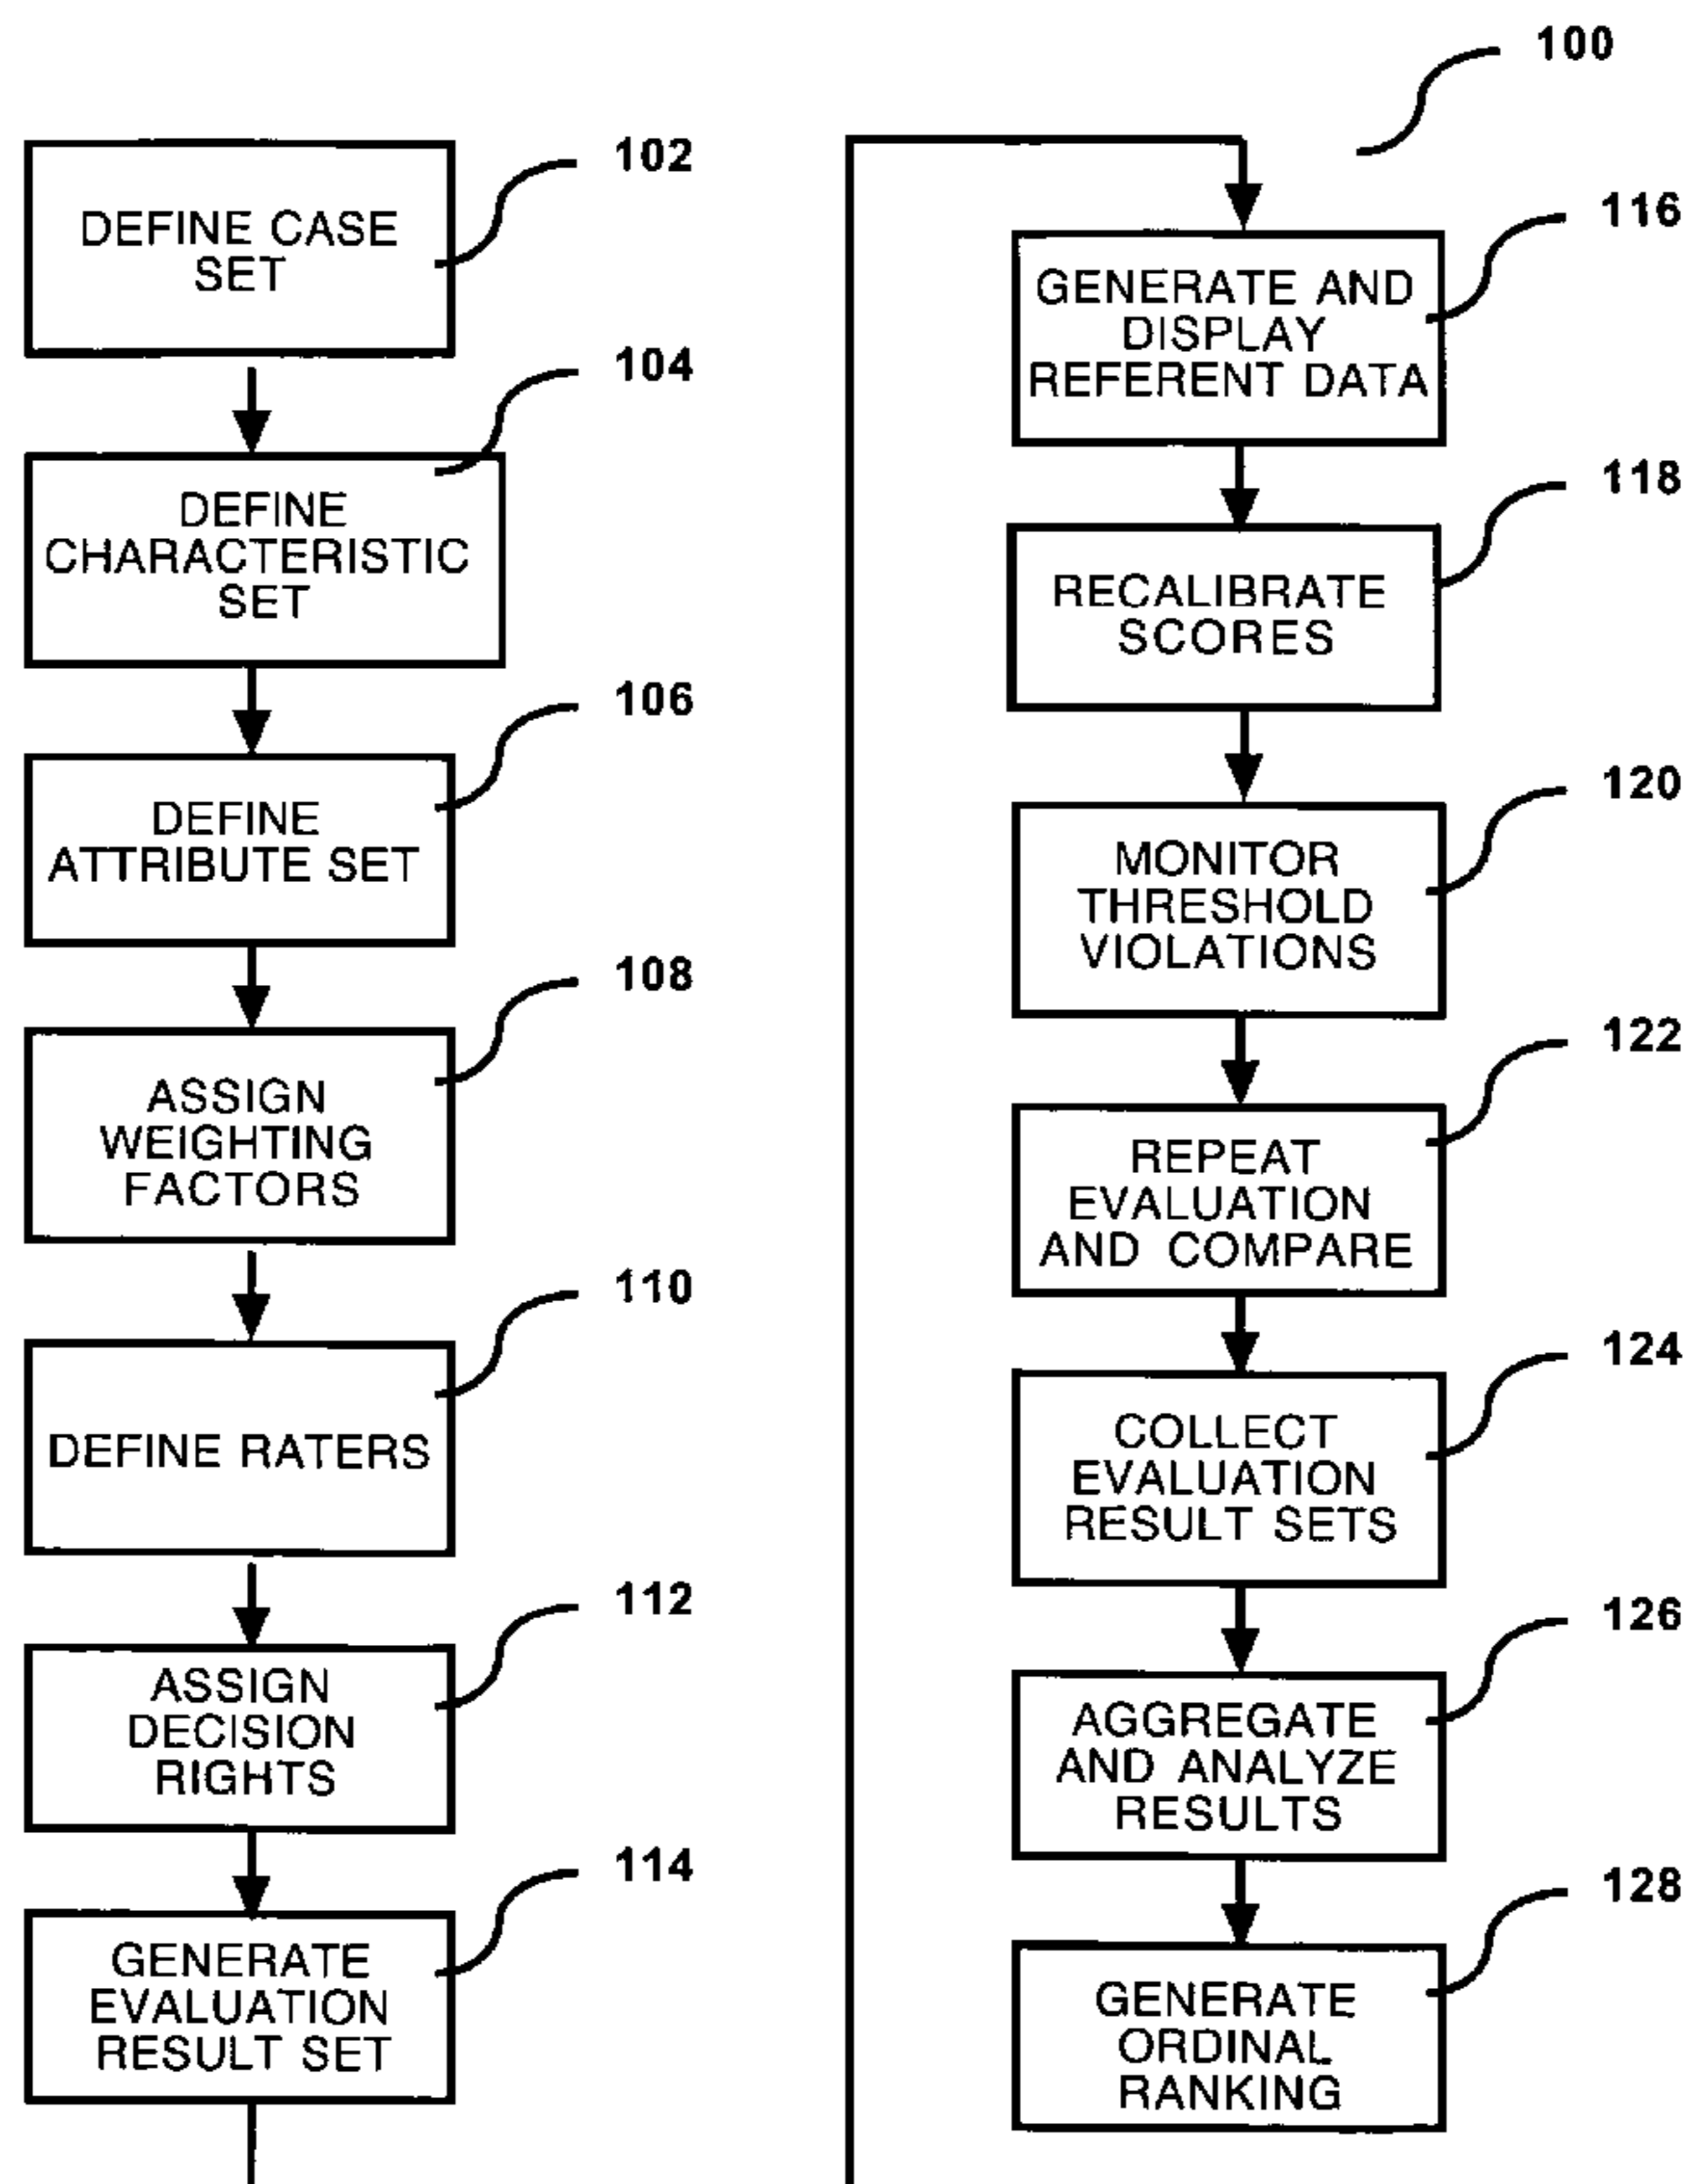 100
102
DEFINE CASE
SET
104
DEFINE
CHARACTERISTIC
SET
106
DEFINE
ATTRIBUTE SET
108
ASSIGN
WEIGHTING
FACTORS
110
DEFINE RATERS
112
ASSIGN
DECISION
RIGHTS
114
GENERATE
EVALUATION
RESULT SET
116
GENERATE AND
DISPLAY
REFERENT DATA
118
RECALIBRATE
SCORES
120
MONITOR
THRESHOLD
VIOLATIONS
122
REPEAT
EVALUATION
AND COMPARE
124
COLLECT
EVALUATION
RESULT SETS
126
AGGREGATE
AND ANALYZE
RESULTS
128
GENERATE
ORDINAL
RANKING